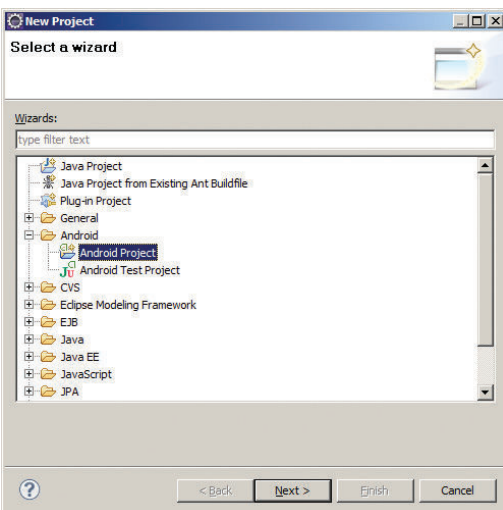 New Project
Select a wizard
Wizards:
type filter text
Java Project
Java Project from Existing Ant Buildfile
Plug-in Project
General
Android
Android Project
Android Test Project
CVS
Eclipse Modeling Framework
EJB
Java
Java EE
JavaScript
JPA
< Back Next > Finish Cancel